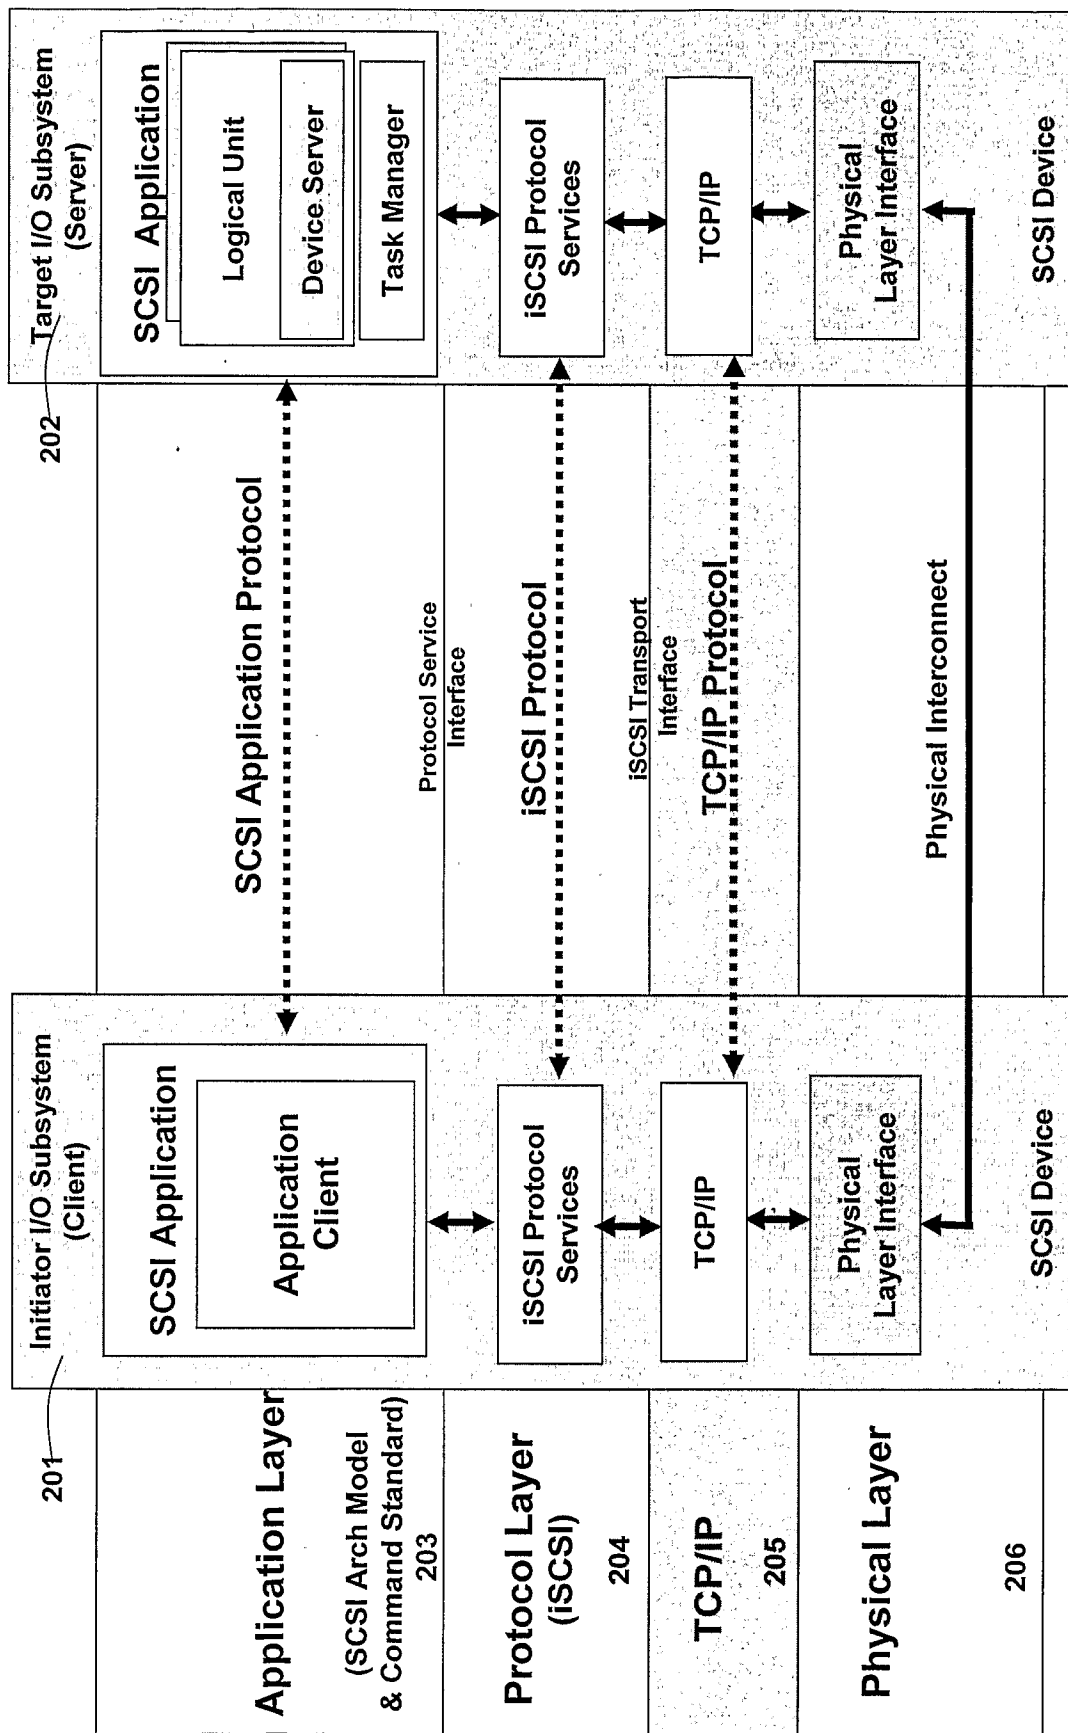 201
Initiator I/O Subsystem
(Client)
202
Target I/O Subsystem
(Server)
Application Layer
(SCSI Arch Model
& Command Standard)
203
SCSI Application
Application
Client
SCSI Application Protocol
SCSI Application
Logical Unit
Device Server
Task Manager
Protocol Service
Interface
Protocol Layer
(iSCSI)
204
iSCSI Protocol
Services
iSCSI Protocol
iSCSI Protocol
Services
iSCSI Transport
Interface
TCP/IP
205
TCP/IP
TCP/IP Protocol
TCP/IP
Physical Layer
206
Physical
Layer Interface
Physical Interconnect
Physical
Layer Interface
SCSI Device
SCSI Device